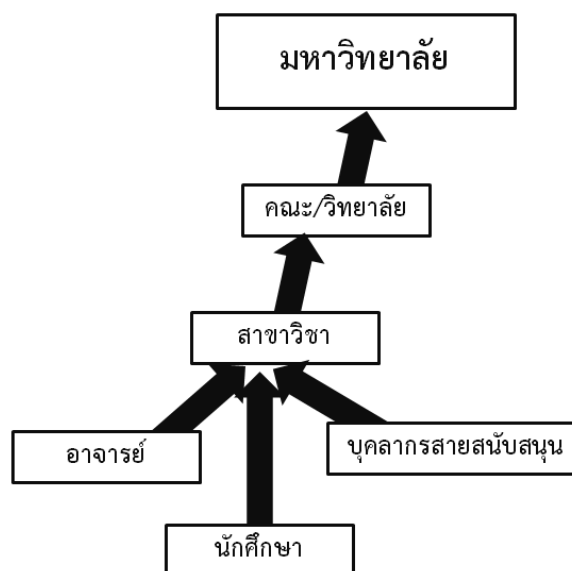 มหาวิทยาลัย
คณะ/วิทยาลัย
สาขาวิชา
อาจารย์
บุคลากรสายสนับสนุน
นักศึกษา